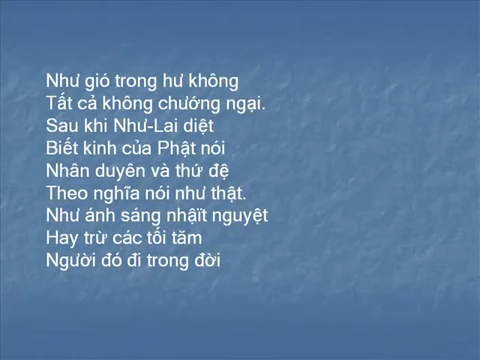 Như gió trong hư không
Tất cả không chướng ngại.
Sau khi Như-Lai diệt
Biết kinh của Phật nói
Nhân duyên và thứ đệ
Theo nghĩa nói như thật.
Như ánh sáng nhậït nguyệt
Hay trừ các tối tăm
Người đó đi trong đời